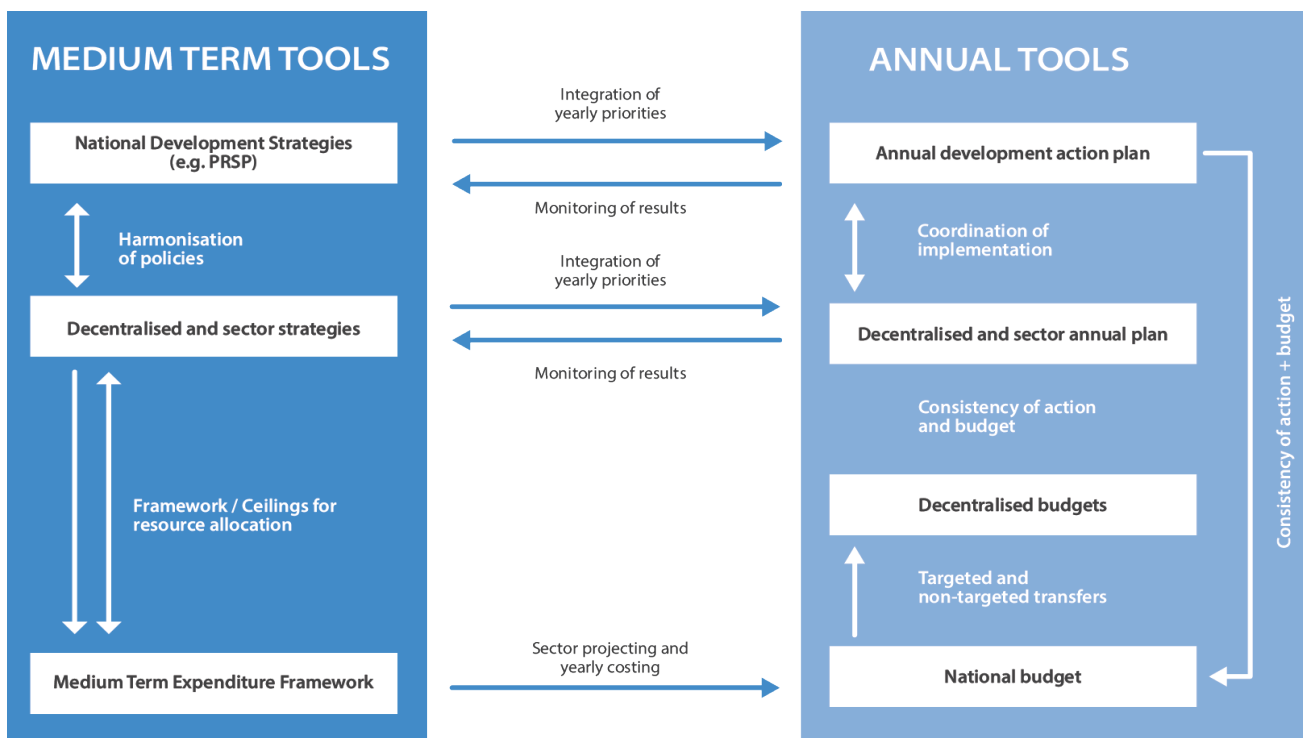 MEDIUM TERM TOOLS
National Development Strategies
(e.g. PRSP)
Harmonisation
of policies
Decentralised and sector strategies
Framework / Ceilings for
resource allocation
Medium Term Expenditure Framework
Integration of
yearly priorities
Monitoring of results
Integration of
yearly priorities
Monitoring of results
Sector projecting and
yearly costing
ANNUAL TOOLS
Annual development action plan
Coordination of
implementation
Decentralised and sector annual plan
Consistency of action
and budget
Decentralised budgets
Targeted and
non-targeted transfers
National budget
Consistency of action + budget